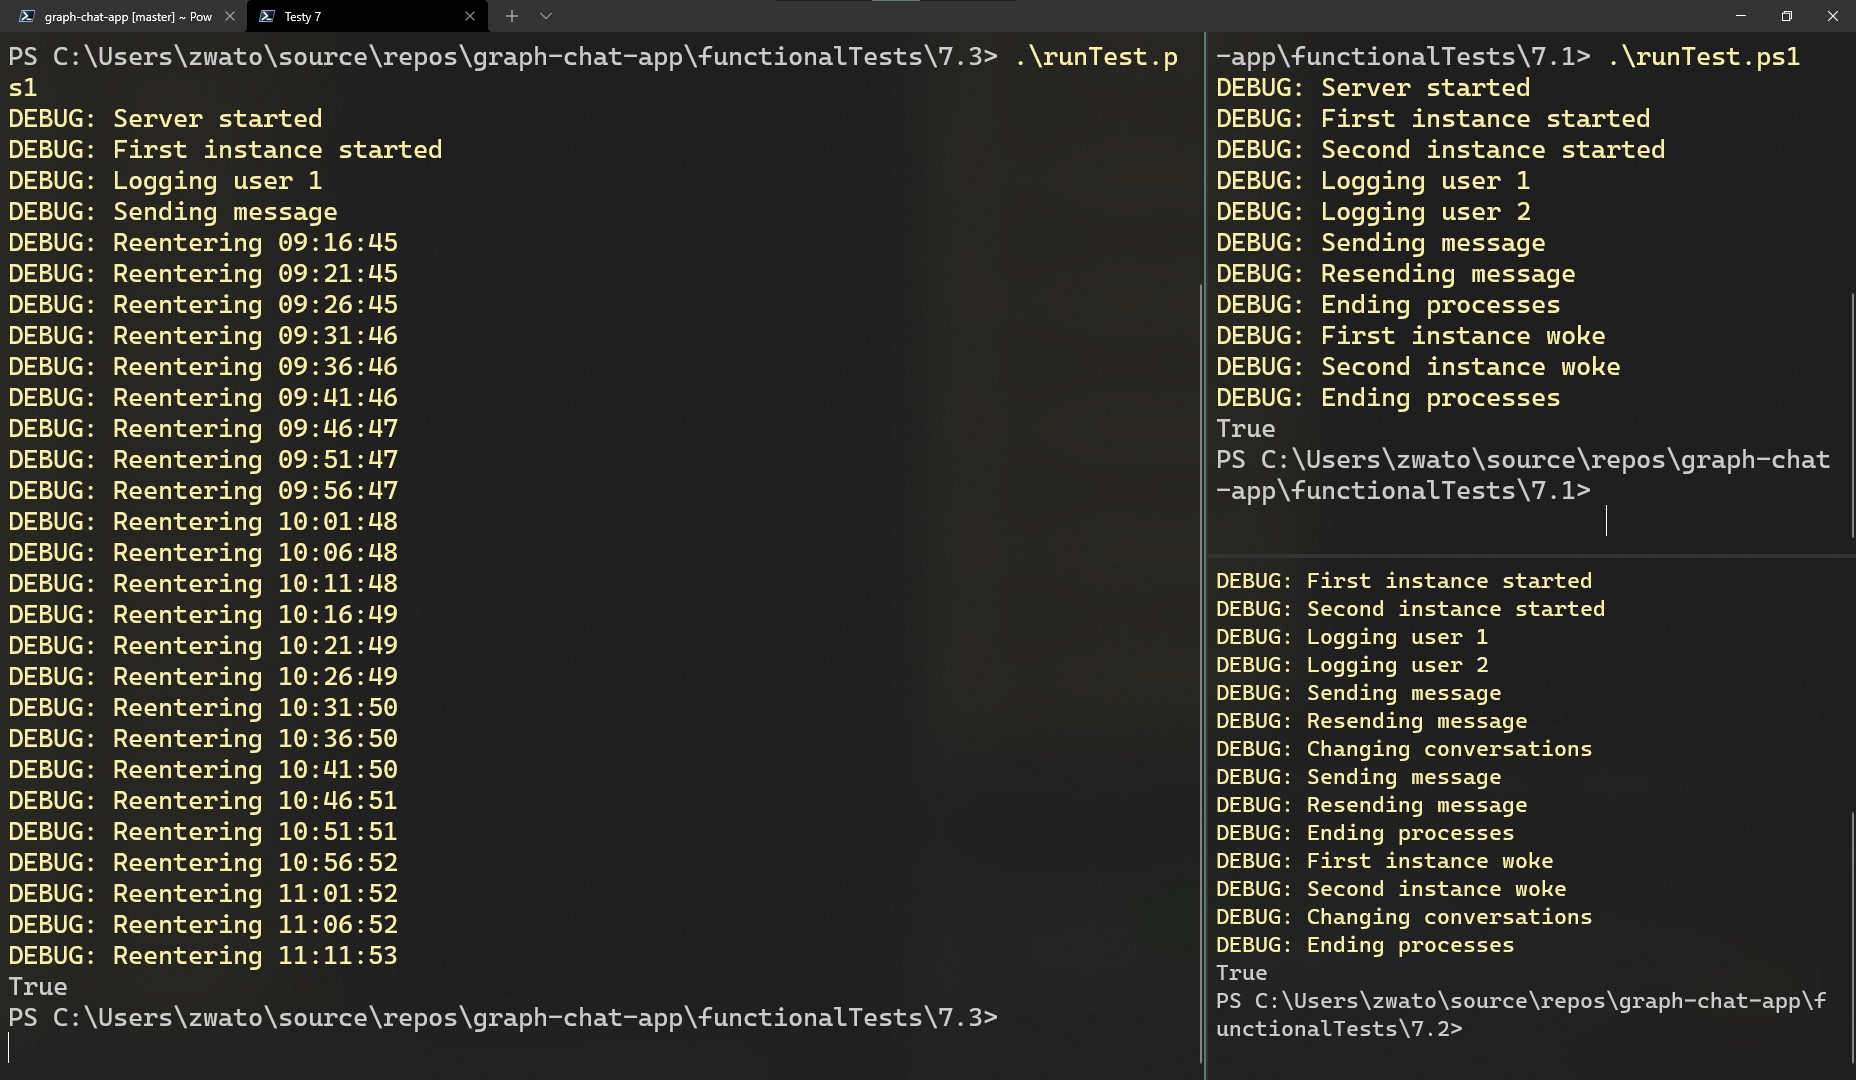 graph-chat-app [master] ~ Pow
Testy 7
PS C:\Users\zwato\source\repos\graph-chat-app\functionalTests\7.3> .\runTest.p
s1
DEBUG: Server started
DEBUG: First instance started
DEBUG: Logging user 1
DEBUG: Sending message
DEBUG: Reentering 09:16:45
DEBUG: Reentering 09:21:45
DEBUG: Reentering 09:26:45
DEBUG: Reentering 09:31:46
DEBUG: Reentering 09:36:46
DEBUG: Reentering 09:41:46
DEBUG: Reentering 09:46:47
DEBUG: Reentering 09:51:47
DEBUG: Reentering 09:56:47
DEBUG: Reentering 10:01:48
DEBUG: Reentering 10:06:48
DEBUG: Reentering 10:11:48
DEBUG: Reentering 10:16:49
DEBUG: Reentering 10:21:49
DEBUG: Reentering 10:26:49
DEBUG: Reentering 10:31:50
DEBUG: Reentering 10:36:50
DEBUG: Reentering 10:41:50
DEBUG: Reentering 10:46:51
DEBUG: Reentering 10:51:51
DEBUG: Reentering 10:56:52
DEBUG: Reentering 11:01:52
DEBUG: Reentering 11:06:52
DEBUG: Reentering 11:11:53
True
PS C:\Users\zwato\source\repos\graph-chat-app\functionalTests\7.3>
-app\functionalTests\7.1> .\runTest.ps1
DEBUG: Server started
DEBUG: First instance started
DEBUG: Second instance started
DEBUG: Logging user 1
DEBUG: Logging user 2
DEBUG: Sending message
DEBUG: Resending message
DEBUG: Ending processes
DEBUG: First instance woke
DEBUG: Second instance woke
DEBUG: Ending processes
True
PS C:\Users\zwato\source\repos\graph-chat
-app\functionalTests\7.1>
DEBUG: First instance started
DEBUG: Second instance started
DEBUG: Logging user 1
DEBUG: Logging user 2
DEBUG: Sending message
DEBUG: Resending message
DEBUG: Changing conversations
DEBUG: Sending message
DEBUG: Resending message
DEBUG: Ending processes
DEBUG: First instance woke
DEBUG: Second instance woke
DEBUG: Changing conversations
DEBUG: Ending processes
True
PS C:\Users\zwato\source\repos\graph-chat-app\f
unctionalTests\7.2>